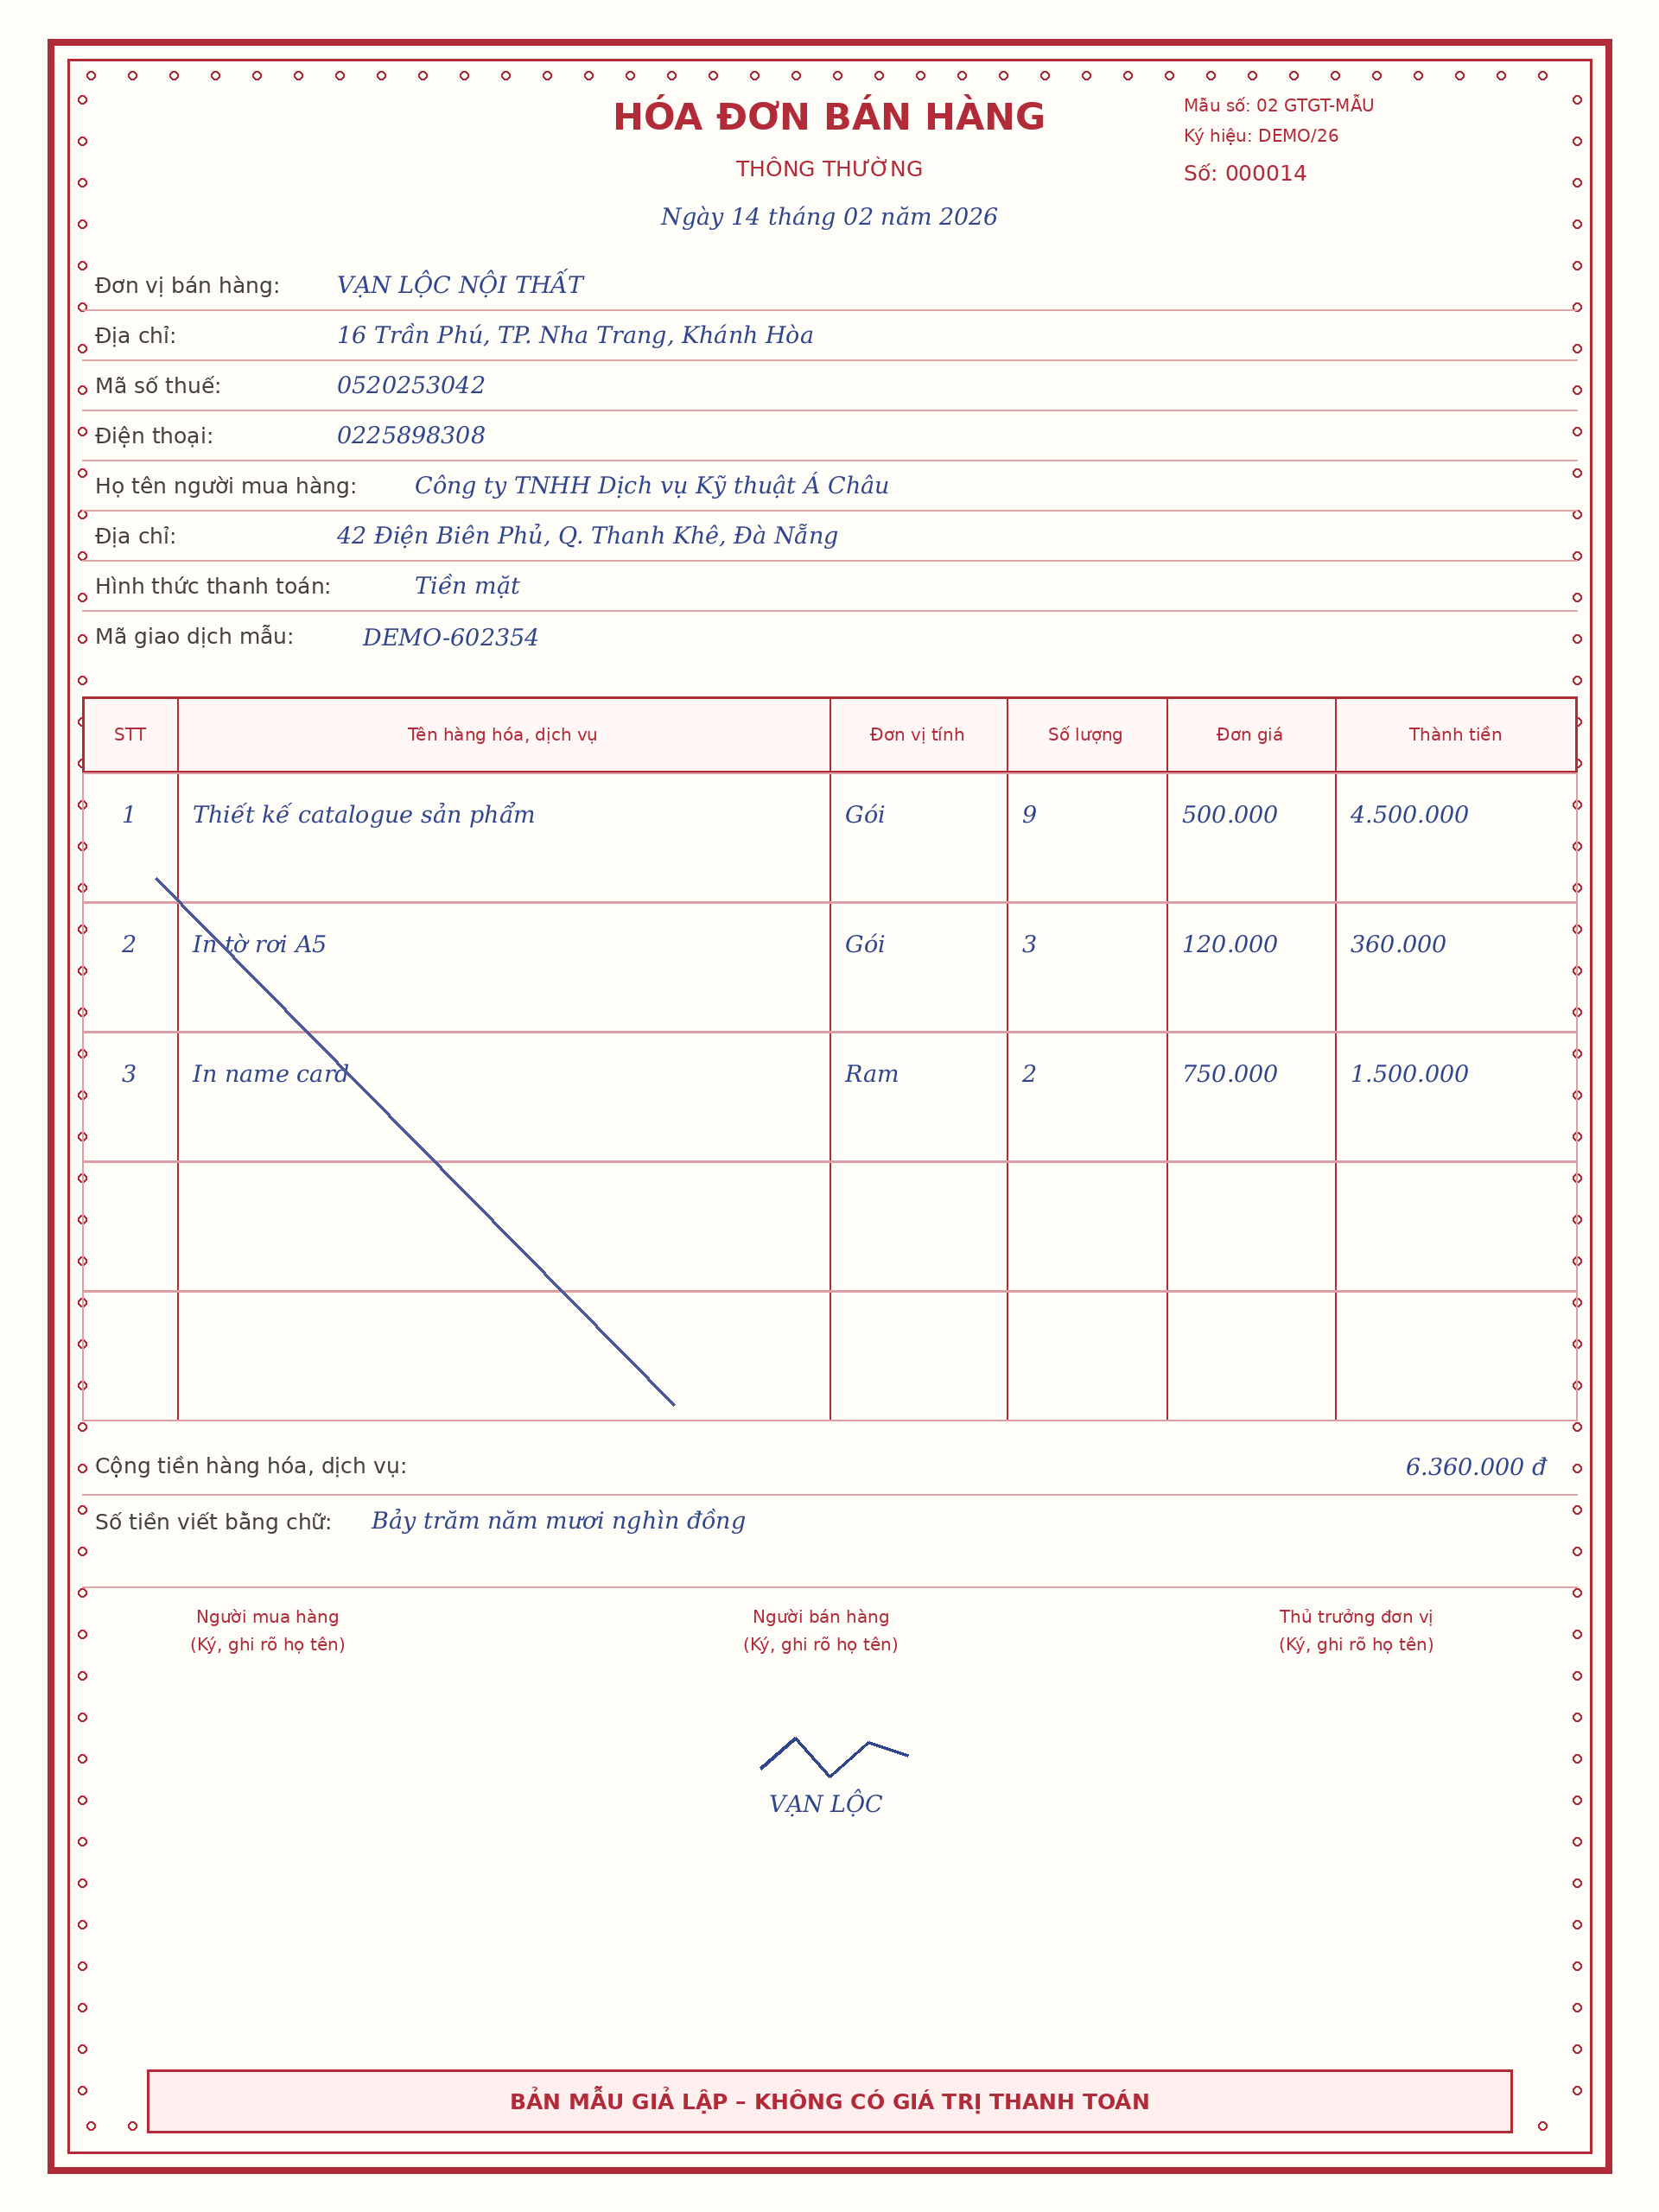 HÓA ĐƠN BÁN HÀNG
THÔNG THƯỜNG
Ngày 14 tháng 02 năm 2026
Mẫu số: 02 GTGT-MẪU
Ký hiệu: DEMO/26
Số: 000014
Đơn vị bán hàng: VẠN LỘC NỘI THẤT
Địa chỉ: 16 Trần Phú, TP. Nha Trang, Khánh Hòa
Mã số thuế: 0520253042
Điện thoại: 0225898308
Họ tên người mua hàng: Công ty TNHH Dịch vụ Kỹ thuật Á Châu
Địa chỉ: 42 Điện Biên Phủ, Q. Thanh Khê, Đà Nẵng
Hình thức thanh toán: Tiền mặt
Mã giao dịch mẫu: DEMO-602354
STT Tên hàng hóa, dịch vụ Đơn vị tính Số lượng Đơn giá Thành tiền
1 Thiết kế catalogue sản phẩm Gói 9 500.000 4.500.000
2 In tờ rơi A5 Gói 3 120.000 360.000
3 In name card Ram 2 750.000 1.500.000
Cộng tiền hàng hóa, dịch vụ: 6.360.000 đ
Số tiền viết bằng chữ: Bảy trăm năm mươi nghìn đồng
Người mua hàng Người bán hàng Thủ trưởng đơn vị
(Ký, ghi rõ họ tên) (Ký, ghi rõ họ tên) (Ký, ghi rõ họ tên)
VẠN LỘC
BẢN MẪU GIẢ LẬP – KHÔNG CÓ GIÁ TRỊ THANH TOÁN